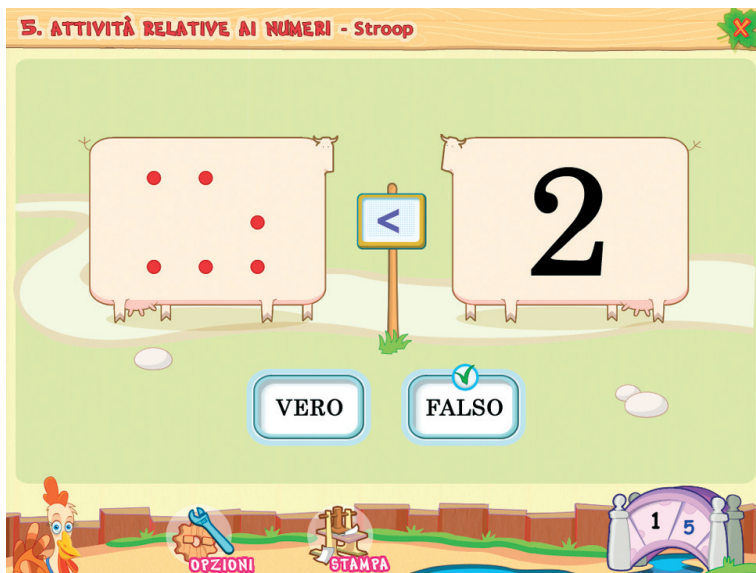 5. ATTIVITÀ RELATIVE AI NUMERI - Stroop
X
< 2
VERO FALSO
OPZIONI STAMPA 1 5